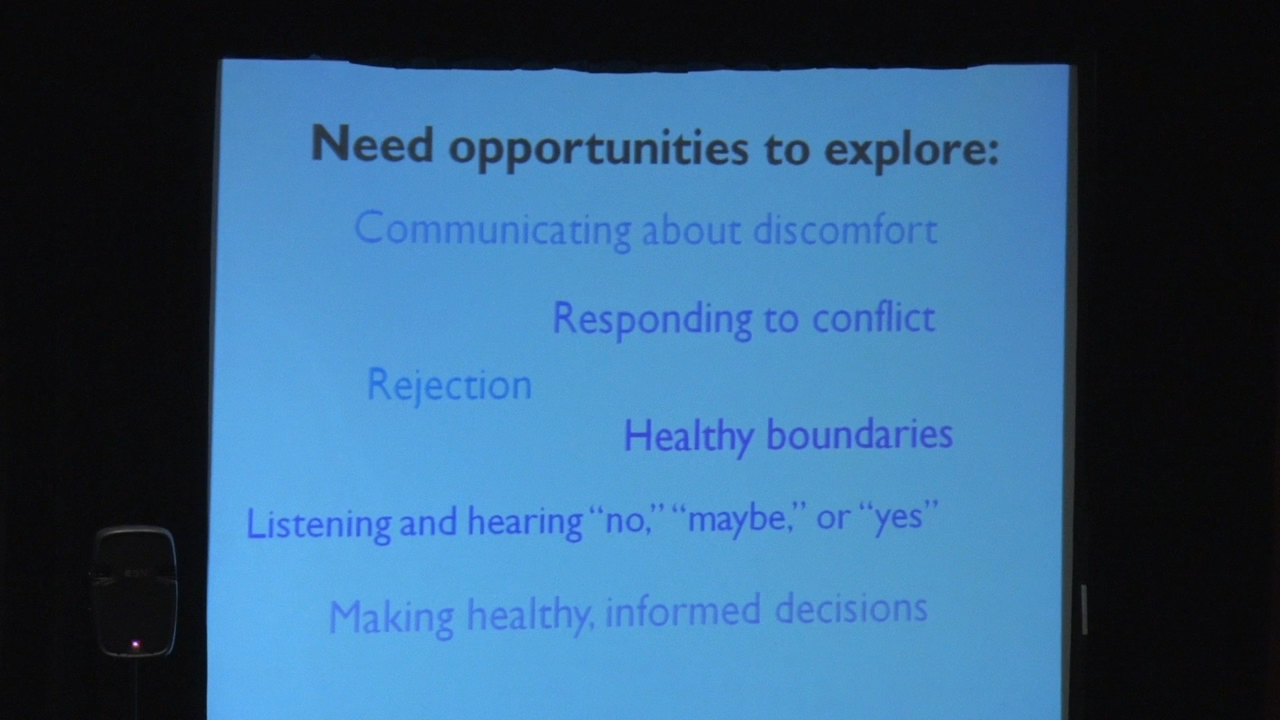 Need opportunities to explore:
Communicating about discomfort
Responding to conflict
Rejection
Healthy boundaries
Listening and hearing “no,” “maybe,” or “yes”
Making healthy, informed decisions